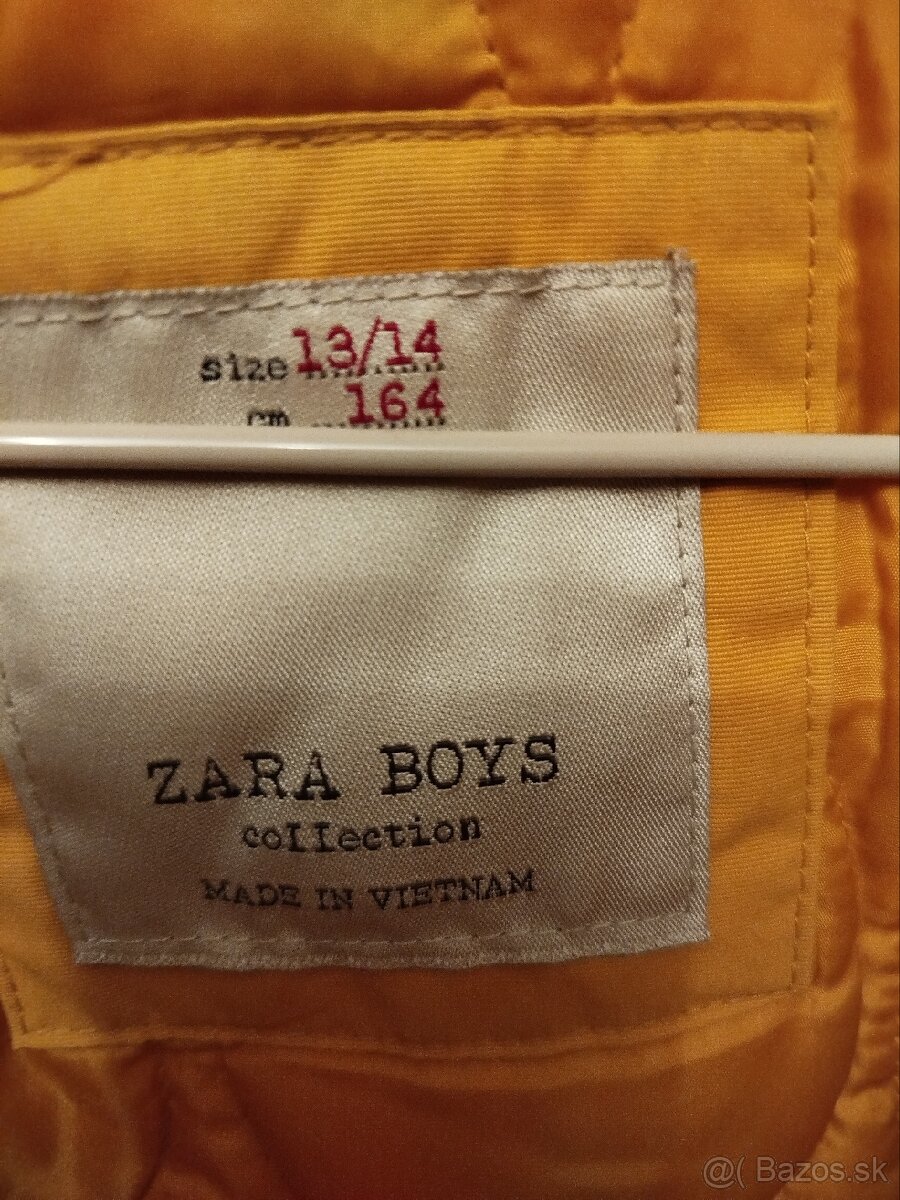 size 13/14
cm 164
ZARA BOYS
collection
MADE IN VIETNAM
@( Bazos.sk